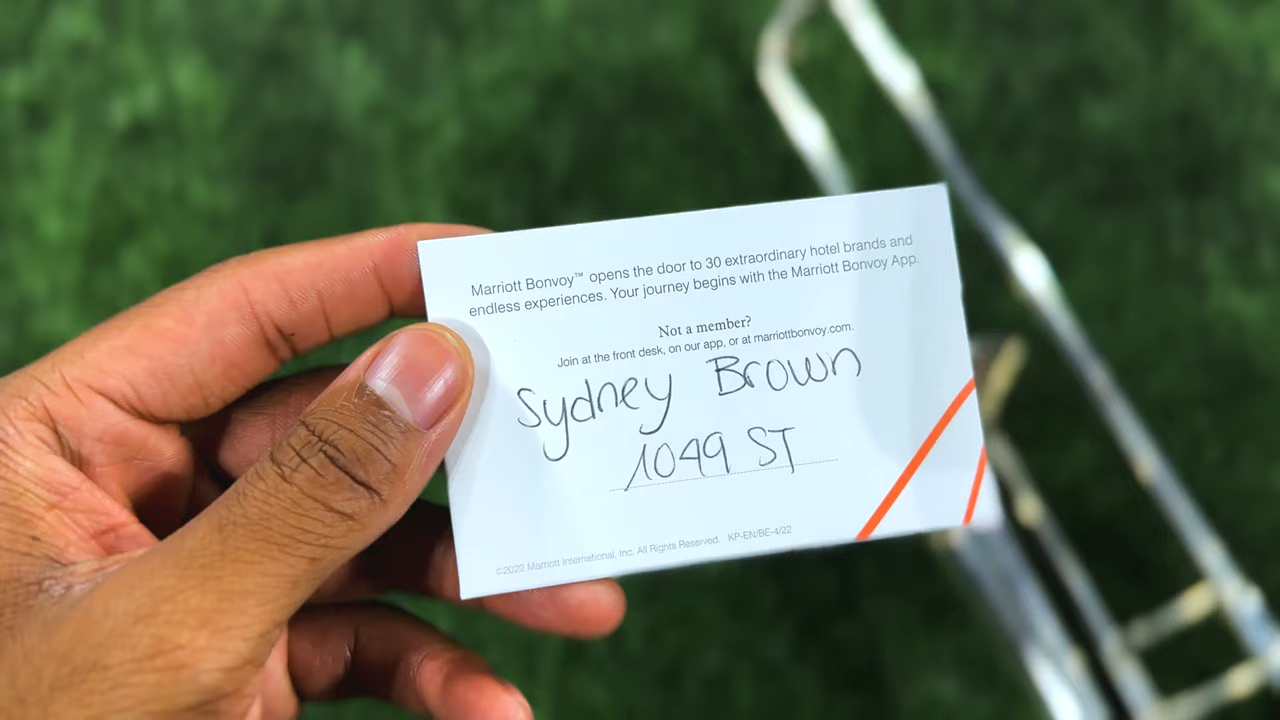 Marriott Bonvoy™ opens the door to 30 extraordinary hotel brands and
endless experiences. Your journey begins with the Marriott Bonvoy App.
Not a member?
Join at the front desk, on our app, or at marriottbonvoy.com.
Sydney Brown
1049 ST
©2022 Marriott International, Inc. All Rights Reserved. KP-EN/BE-4/22